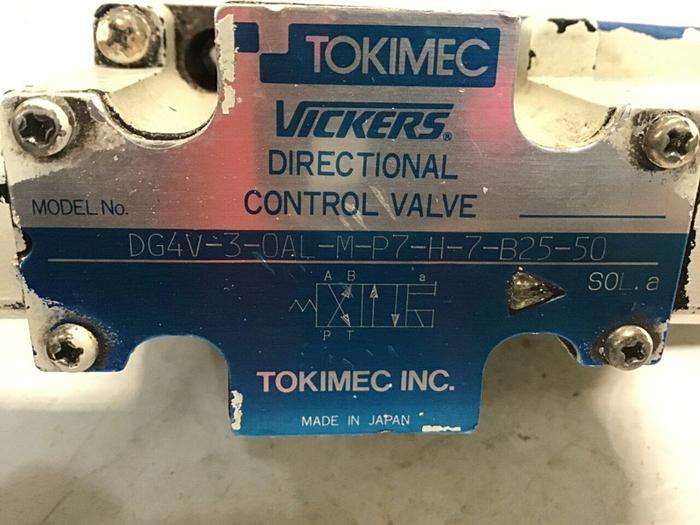 TOKIMEC
VICKERS®
DIRECTIONAL
CONTROL VALVE
MODEL No.
DG4V-3-0AL-M-P7-H-7-B25-50
A B a
SOL.a
P T
TOKIMEC INC.
MADE IN JAPAN